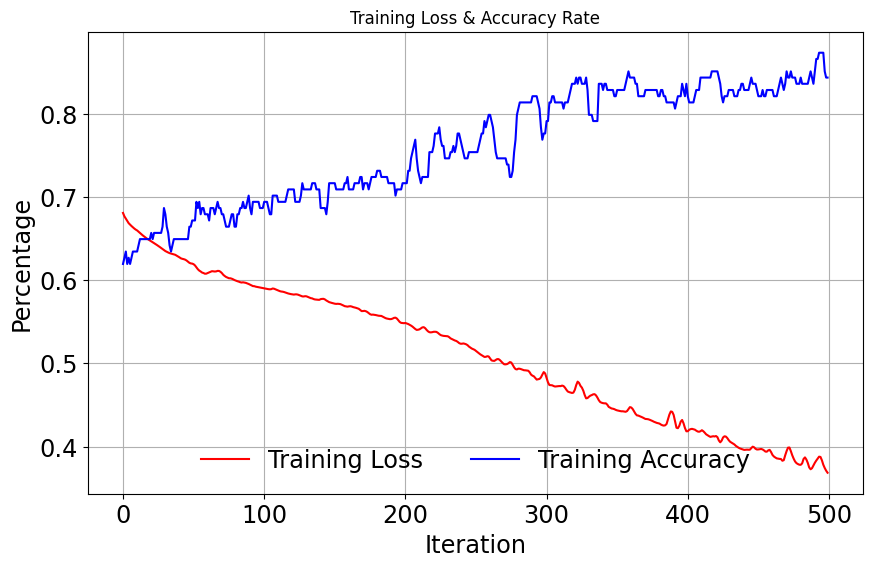 Training Loss & Accuracy Rate
Percentage
0.8
0.7
0.6
0.5
0.4
Training Loss
Training Accuracy
0 100 200 300 400 500
Iteration